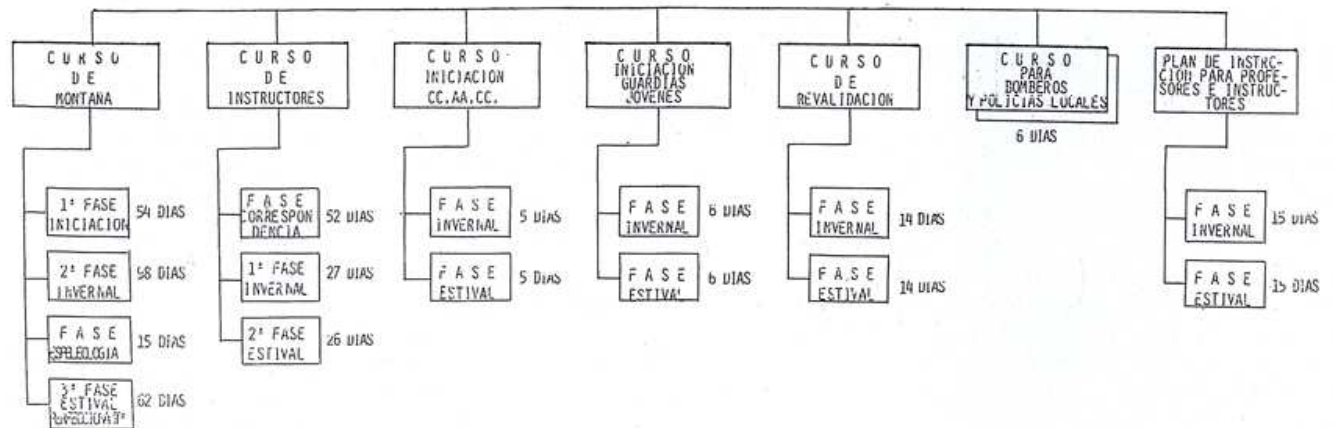 CURSO
DE
MONTAÑA
1ª FASE
INICIACION
54 DIAS
2ª FASE
INVERNAL
58 DIAS
FASE
ESPELEOLOGIA
15 DIAS
3ª FASE
ESTIVAL
62 DIAS
CURSO
DE
INSTRUCTORES
FASE
CORRESPON
DENCIA
52 DIAS
1ª FASE
INVERNAL
27 DIAS
2ª FASE
ESTIVAL
26 DIAS
CURSO
INICIACION
CC.AA.CC.
FASE
INVERNAL
5 DIAS
FASE
ESTIVAL
5 DIAS
CURSO
INICIACION
GUARDIAS
JOVENES
FASE
INVERNAL
6 DIAS
FASE
ESTIVAL
6 DIAS
CURSO
DE
REVALIDACION
FASE
INVERNAL
14 DIAS
FASE
ESTIVAL
14 DIAS
CURSO
PARA
BOMBEROS
Y POLICIAS LOCALES
6 DIAS
PLAN DE INSTRC-
CION PARA PROFE-
SORES E INSTRUC-
TORES
FASE
INVERNAL
15 DIAS
FASE
ESTIVAL
15 DIAS